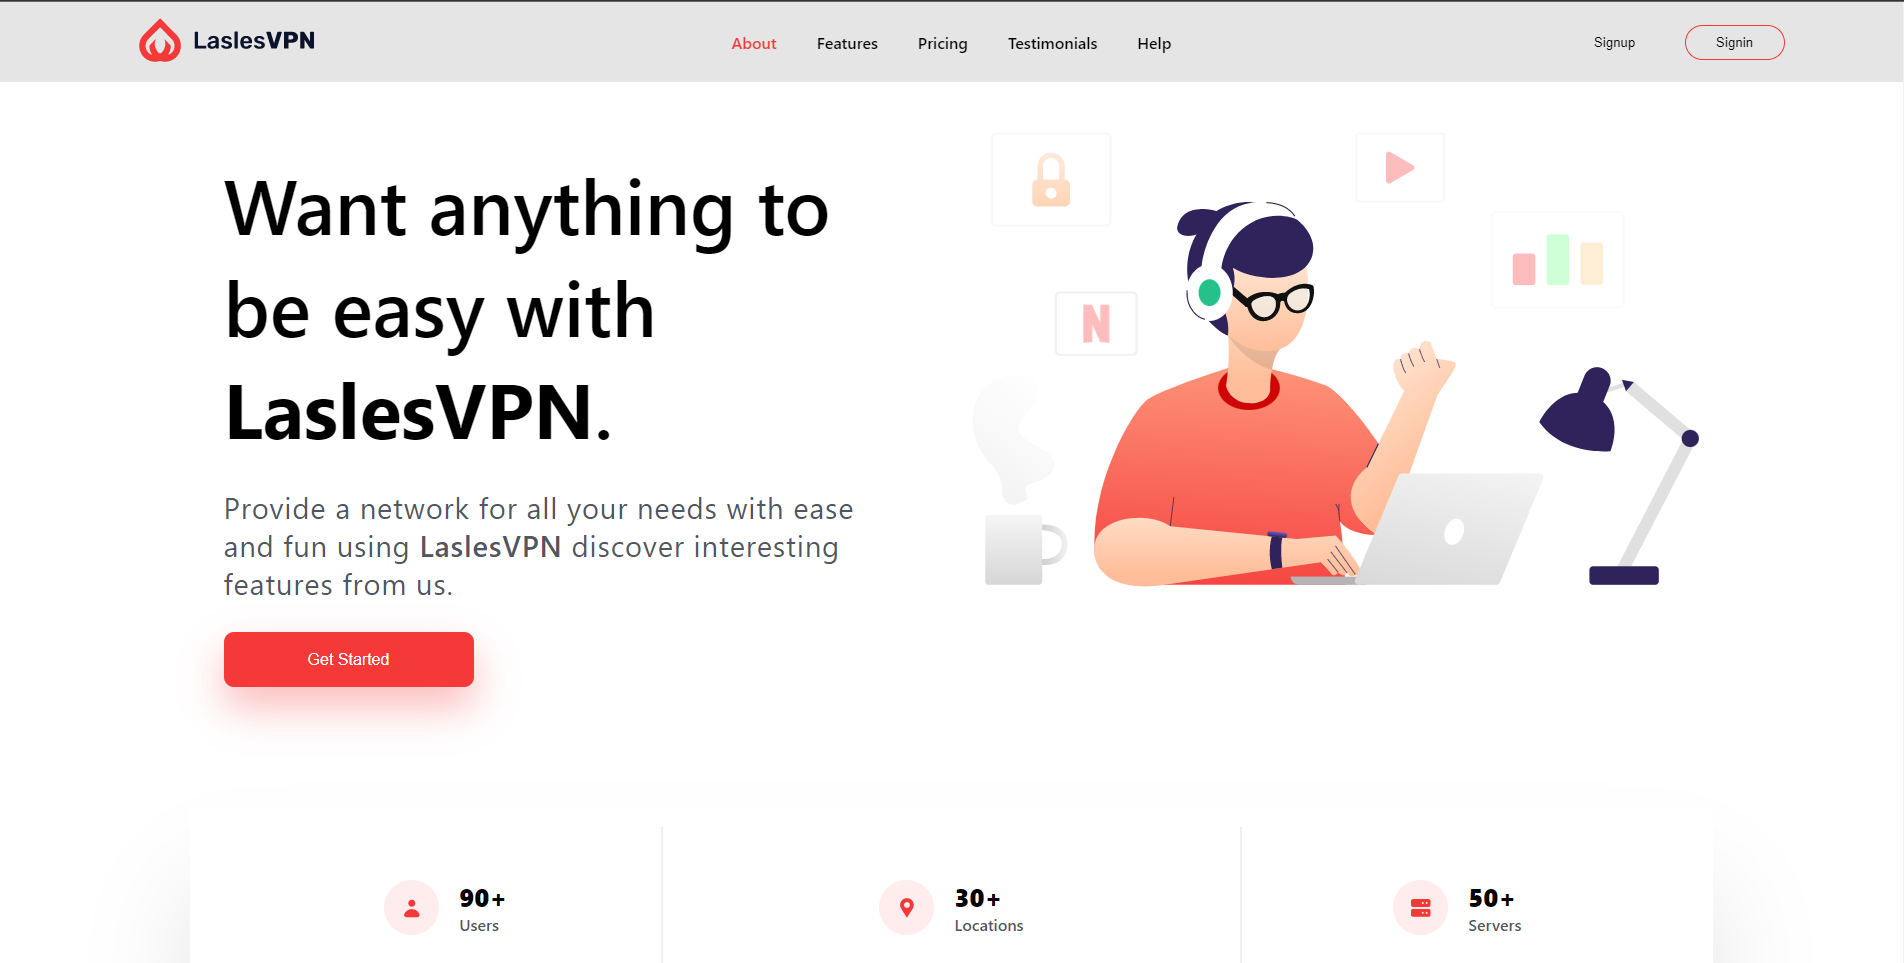 LaslesVPN
About Features Pricing Testimonials Help
Signup Signin
Want anything to
be easy with
LaslesVPN.
Provide a network for all your needs with ease
and fun using LaslesVPN discover interesting
features from us.
Get Started
N
90+
Users
30+
Locations
50+
Servers